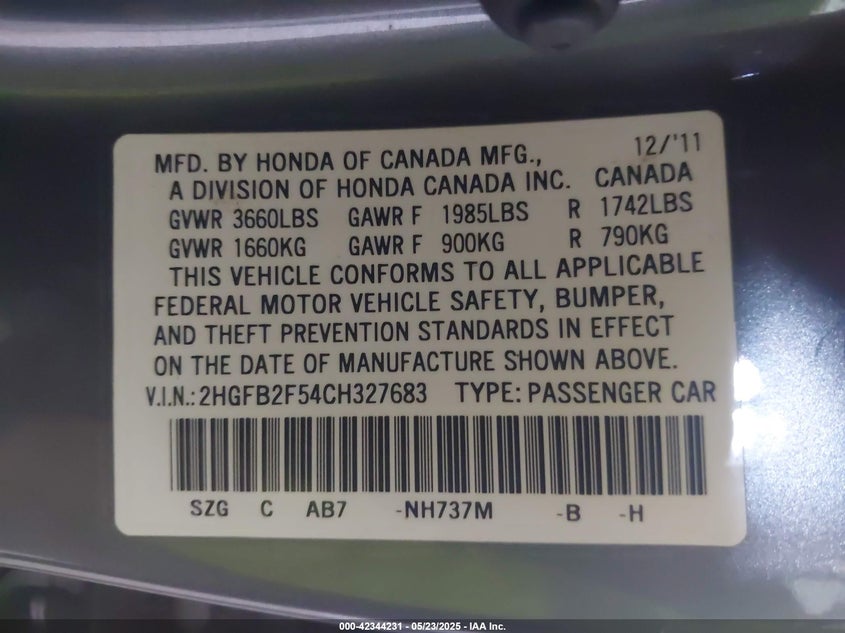 12/'11
MFD. BY HONDA OF CANADA MFG.,
A DIVISION OF HONDA CANADA INC. CANADA
GVWR 3660LBS GAWR F 1985LBS R 1742LBS
GVWR 1660KG GAWR F 900KG R 790KG
THIS VEHICLE CONFORMS TO ALL APPLICABLE
FEDERAL MOTOR VEHICLE SAFETY, BUMPER,
AND THEFT PREVENTION STANDARDS IN EFFECT
ON THE DATE OF MANUFACTURE SHOWN ABOVE.
V.I.N.: 2HGFB2F54CH327683 TYPE: PASSENGER CAR
SZG C AB7 -NH737M -B -H
000-42344231 - 05/23/2025 - IAA Inc.